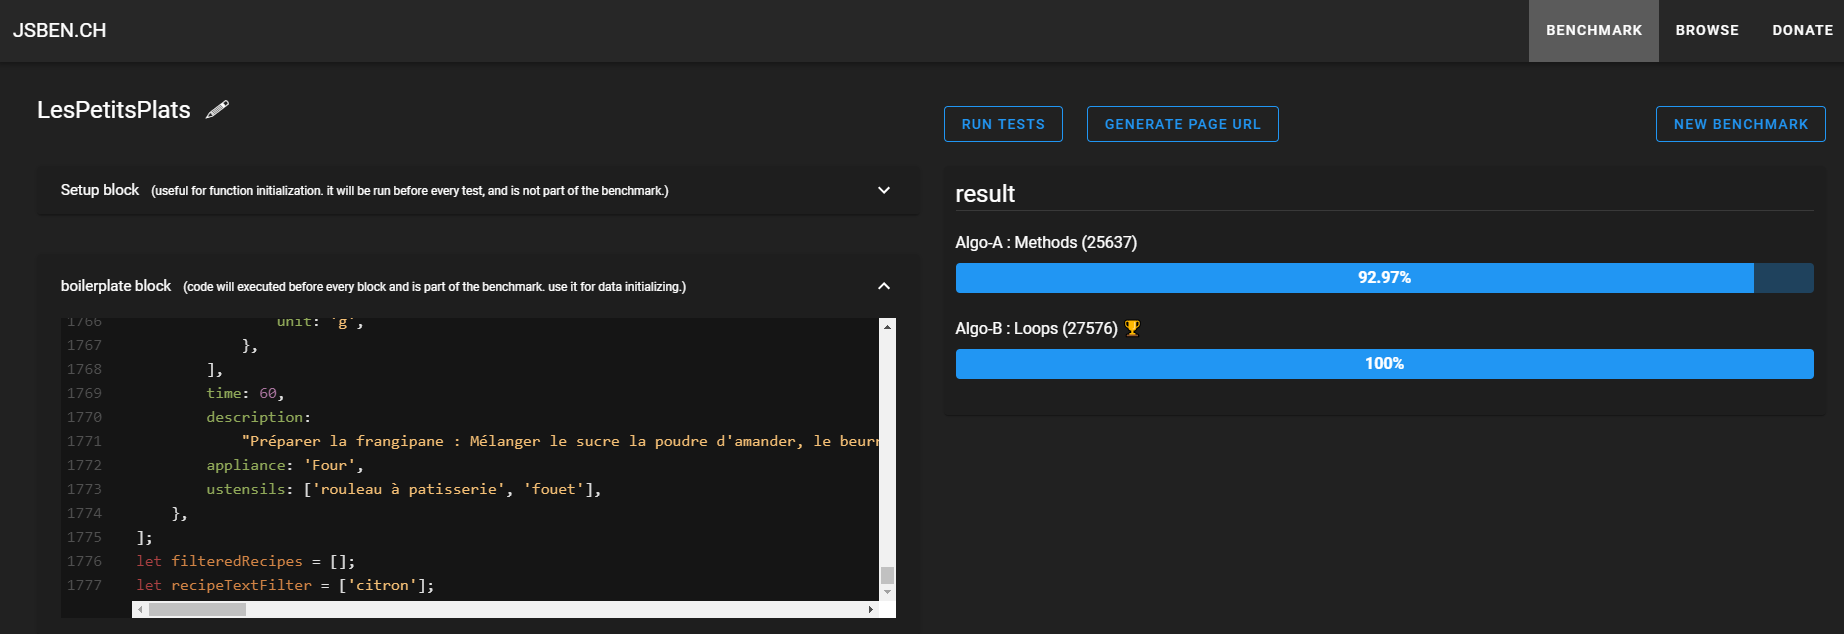 JSBEN.CH
BENCHMARK BROWSE DONATE
LesPetitsPlats
RUN TESTS GENERATE PAGE URL NEW BENCHMARK
Setup block (useful for function initialization. it will be run before every test, and is not part of the benchmark.)
boilerplate block (code will executed before every block and is part of the benchmark. use it for data initializing.)
1766 unit: 'g',
1767 },
1768 ],
1769 time: 60,
1770 description:
1771 "Préparer la frangipane : Mélanger le sucre la poudre d'amander, le beurr
1772 appliance: 'Four',
1773 ustensils: ['rouleau à patisserie', 'fouet'],
1774 },
1775 ];
1776 let filteredRecipes = [];
1777 let recipeTextFilter = ['citron'];
result
Algo-A : Methods (25637)
92.97%
Algo-B : Loops (27576)
100%